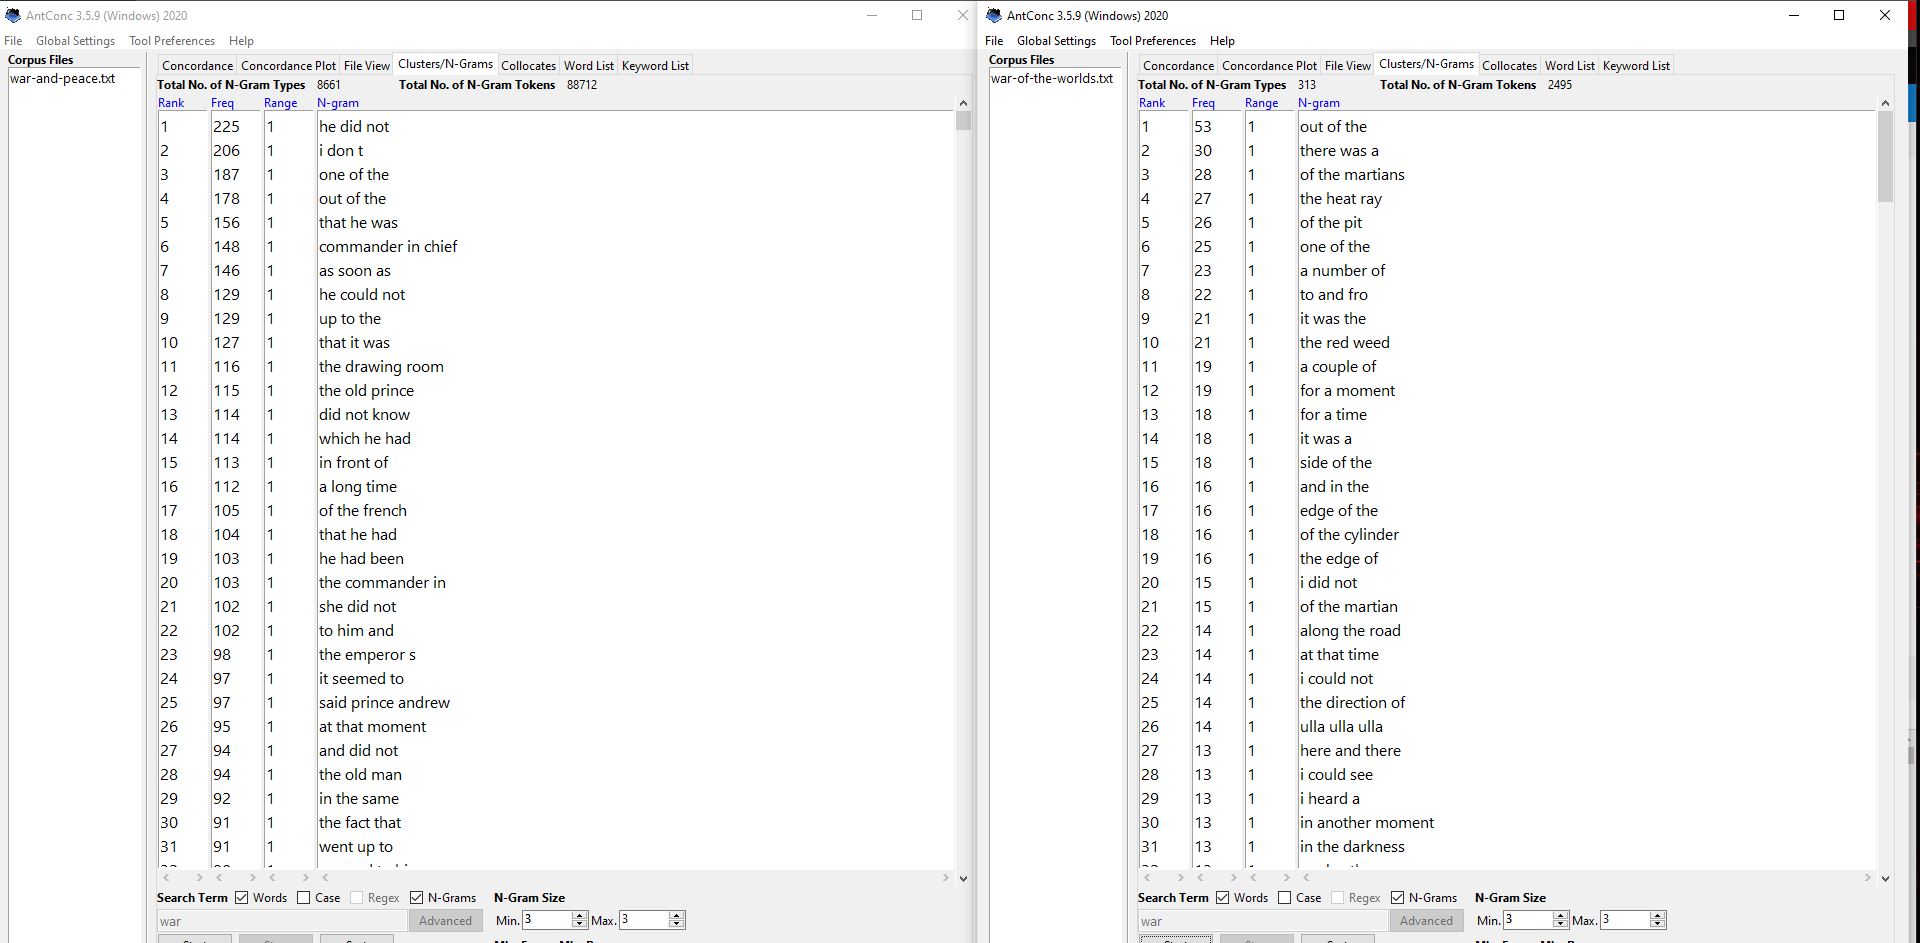 AntConc 3.5.9 (Windows) 2020
File Global Settings Tool Preferences Help
Corpus Files
war-and-peace.txt
Concordance Concordance Plot File View Clusters/N-Grams Collocates Word List Keyword List
Total No. of N-Gram Types 8661 Total No. of N-Gram Tokens 88712
Rank Freq Range N-gram
1 225 1 he did not
2 206 1 i don t
3 187 1 one of the
4 178 1 out of the
5 156 1 that he was
6 148 1 commander in chief
7 146 1 as soon as
8 129 1 he could not
9 129 1 up to the
10 127 1 that it was
11 116 1 the drawing room
12 115 1 the old prince
13 114 1 did not know
14 114 1 which he had
15 113 1 in front of
16 112 1 a long time
17 105 1 of the french
18 104 1 that he had
19 103 1 he had been
20 103 1 the commander in
21 102 1 she did not
22 102 1 to him and
23 98 1 the emperor s
24 97 1 it seemed to
25 97 1 said prince andrew
26 95 1 at that moment
27 94 1 and did not
28 94 1 the old man
29 92 1 in the same
30 91 1 the fact that
31 91 1 went up to
Search Term Words Case Regex N-Grams N-Gram Size
war Advanced Min. 3 Max. 3
AntConc 3.5.9 (Windows) 2020
File Global Settings Tool Preferences Help
Corpus Files
war-of-the-worlds.txt
Concordance Concordance Plot File View Clusters/N-Grams Collocates Word List Keyword List
Total No. of N-Gram Types 313 Total No. of N-Gram Tokens 2495
Rank Freq Range N-gram
1 53 1 out of the
2 30 1 there was a
3 28 1 of the martians
4 27 1 the heat ray
5 26 1 of the pit
6 25 1 one of the
7 23 1 a number of
8 22 1 to and fro
9 21 1 it was the
10 21 1 the red weed
11 19 1 a couple of
12 19 1 for a moment
13 18 1 for a time
14 18 1 it was a
15 18 1 side of the
16 16 1 and in the
17 16 1 edge of the
18 16 1 of the cylinder
19 16 1 the edge of
20 15 1 i did not
21 15 1 of the martian
22 14 1 along the road
23 14 1 at that time
24 14 1 i could not
25 14 1 the direction of
26 14 1 ulla ulla ulla
27 13 1 here and there
28 13 1 i could see
29 13 1 i heard a
30 13 1 in another moment
31 13 1 in the darkness
Search Term Words Case Regex N-Grams N-Gram Size
war Advanced Min. 3 Max. 3